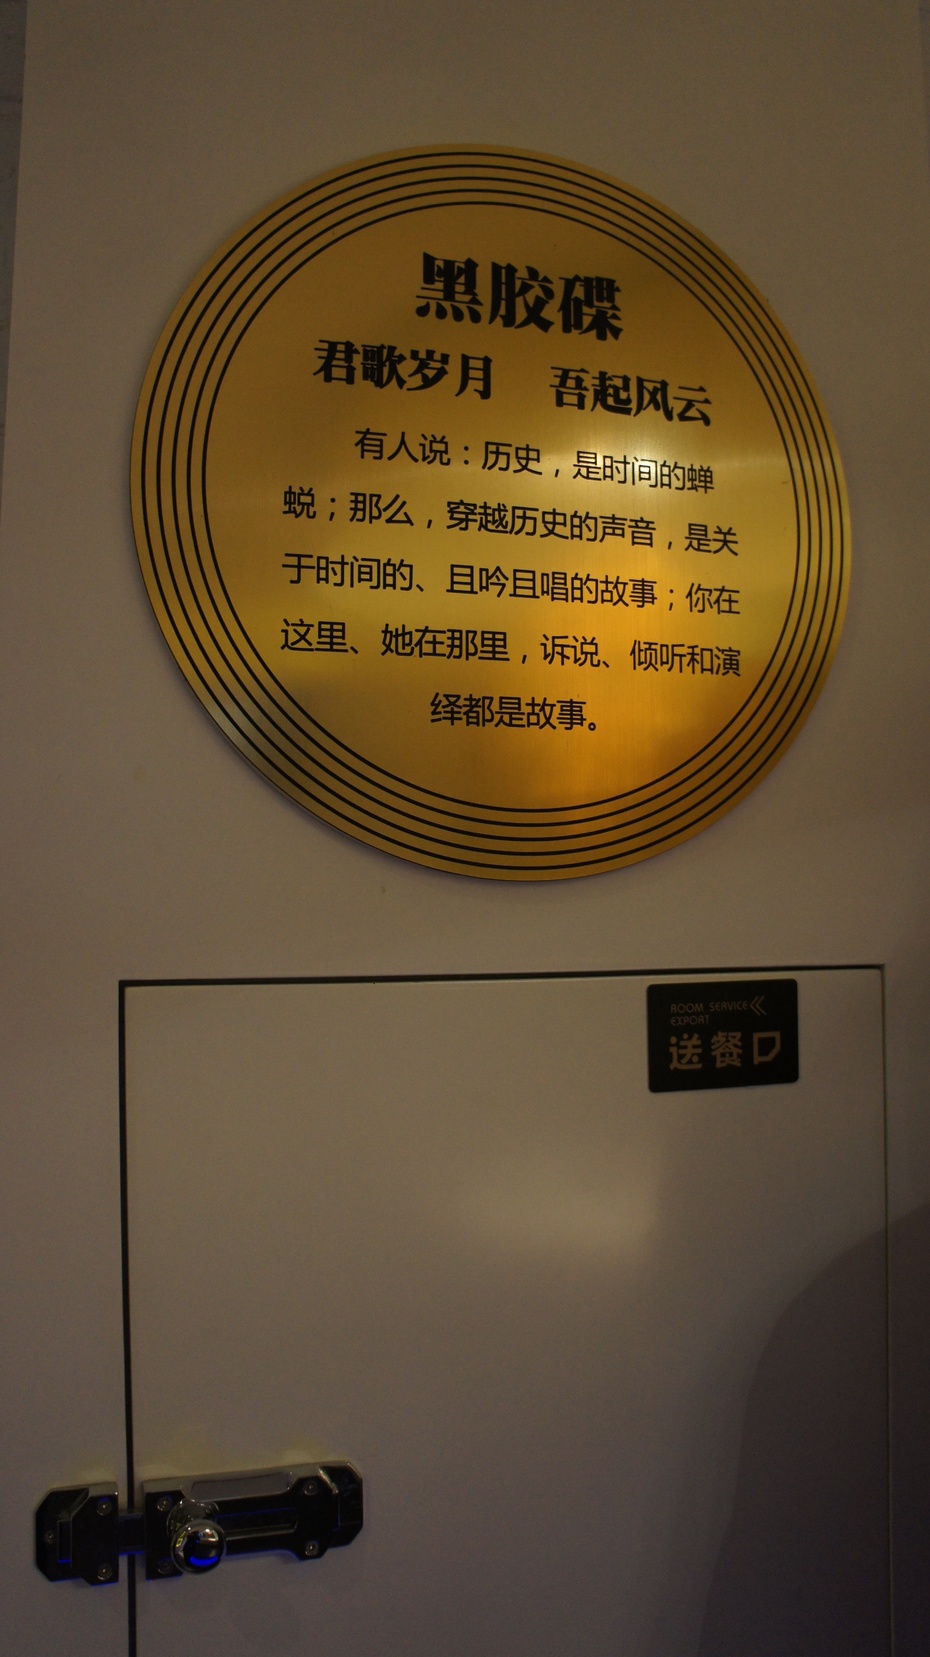 黑胶碟
君歌岁月 吾起风云
有人说：历史，是时间的蝉
蜕；那么，穿越历史的声音，是关
于时间的、且吟且唱的故事；你在
这里、她在那里，诉说、倾听和演
绎都是故事。
ROOM SERVICE
EXPORT
送餐口